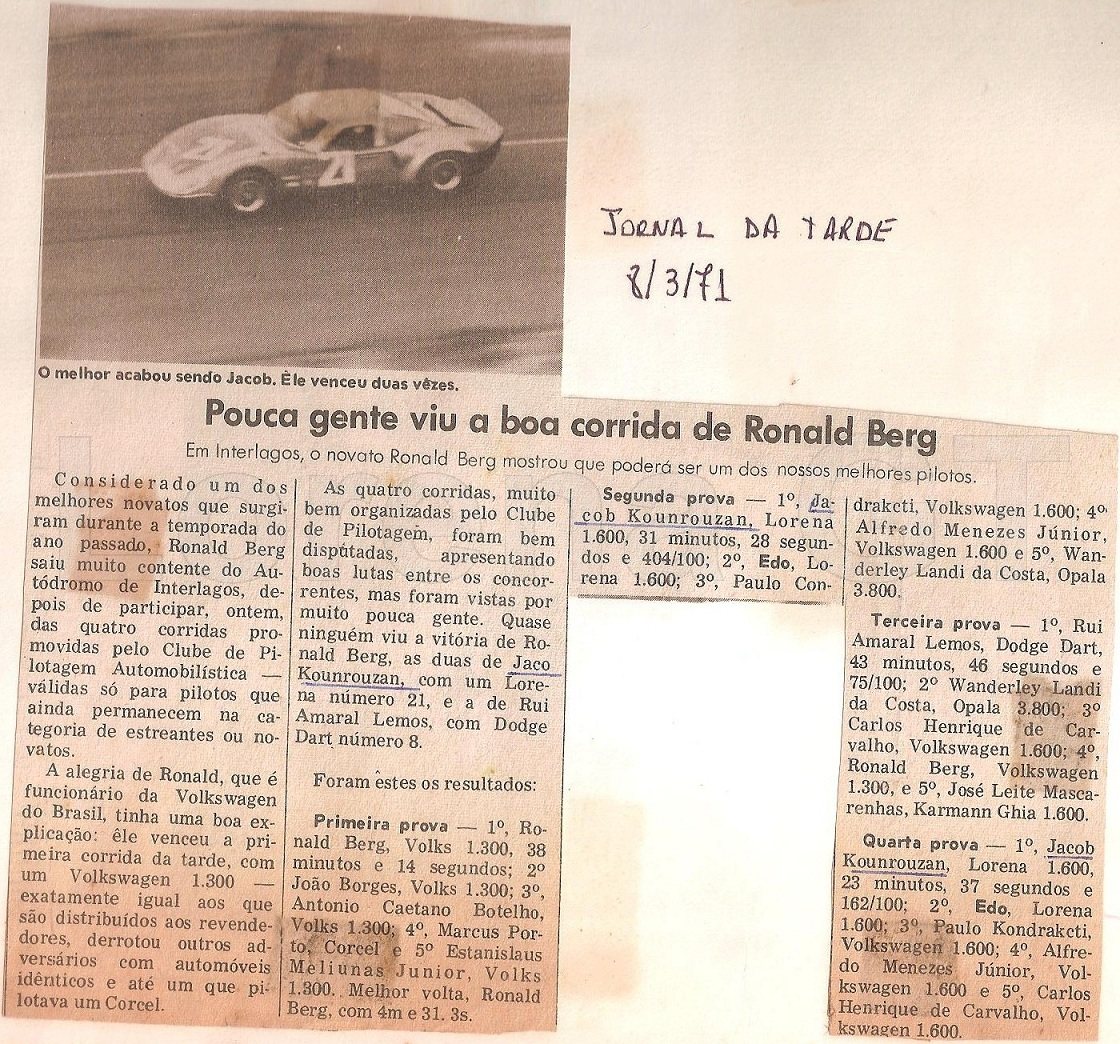 21
JORNAL DA TARDE
8/3/71
O melhor acabou sendo Jacob. Êle venceu duas vêzes.
Pouca gente viu a boa corrida de Ronald Berg
Em Interlagos, o novato Ronald Berg mostrou que poderá ser um dos nossos melhores pilotos.
Considerado um dos
melhores novatos que surgi-
ram durante a temporada do
ano passado, Ronald Berg
saiu muito contente do Au-
tódromo de Interlagos, de-
pois de participar, ontem,
das quatro corridas pro-
movidas pelo Clube de Pi-
lotagem Automobilística —
válidas só para pilotos que
ainda permanecem na ca-
tegoria de estreantes ou no-
vatos.
A alegria de Ronald, que é
funcionário da Volkswagen
do Brasil, tinha uma boa ex-
plicação: êle venceu a pri-
meira corrida da tarde, com
um Volkswagen 1.300 —
exatamente igual aos que
são distribuídos aos revende-
dores, derrotou outros ad-
versários com automóveis
idênticos e até um que pi-
lotava um Corcel.
As quatro corridas, muito
bem organizadas pelo Clube
de Pilotagem, foram bem
disputadas, apresentando
boas lutas entre os concor-
rentes, mas foram vistas por
muito pouca gente. Quase
ninguém viu a vitória de Ro-
nald Berg, as duas de Jaco
Kounrouzan, com um Lore-
na número 21, e a de Rui
Amaral Lemos, com Dodge
Dart número 8.
Foram êstes os resultados:
Primeira prova — 1º, Ro-
nald Berg, Volks 1.300, 38
minutos e 14 segundos; 2º
João Borges, Volks 1.300; 3º,
Antonio Caetano Botelho,
Volks 1.300; 4º, Marcus Por-
to, Corcel e 5º Estanislaus
Meliunas Junior, Volks
1.300. Melhor volta, Ronald
Berg, com 4m e 31. 3s.
Segunda prova — 1º, Ja-
cob Kounrouzan, Lorena
1.600, 31 minutos, 28 segun-
dos e 404/100; 2º, Edo, Lo-
rena 1.600; 3º, Paulo Con-
drakcti, Volkswagen 1.600; 4º
Alfredo Menezes Júnior,
Volkswagen 1.600 e 5º, Wan-
derley Landi da Costa, Opala
3.800.
Terceira prova — 1º, Rui
Amaral Lemos, Dodge Dart,
43 minutos, 46 segundos e
75/100; 2º Wanderley Landi
da Costa, Opala 3.800; 3º
Carlos Henrique de Car-
valho, Volkswagen 1.600; 4º,
Ronald Berg, Volkswagen
1.300, e 5º, José Leite Masca-
renhas, Karmann Ghia 1.600.
Quarta prova — 1º, Jacob
Kounrouzan, Lorena 1.600,
23 minutos, 37 segundos e
162/100; 2º, Edo, Lorena
1.600; 3º, Paulo Kondrakcti,
Volkswagen 1.600; 4º, Alfre-
do Menezes Júnior, Vol-
kswagen 1.600 e 5º, Carlos
Henrique de Carvalho, Vol-
kswagen 1.600.